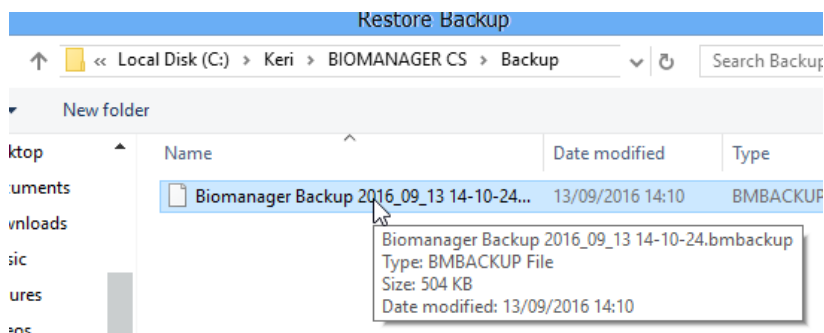 Restore Backup
« Local Disk (C:) > Keri > BIOMANAGER CS > Backup
Search Backup
New folder
ktop
Name
Date modified
Type
uments
Biomanager Backup 2016_09_13 14-10-24...
13/09/2016 14:10
BMBACKUP
vnloads
Biomanager Backup 2016_09_13 14-10-24.bmbackup
sic
Type: BMBACKUP File
Size: 504 KB
ures
Date modified: 13/09/2016 14:10
eos